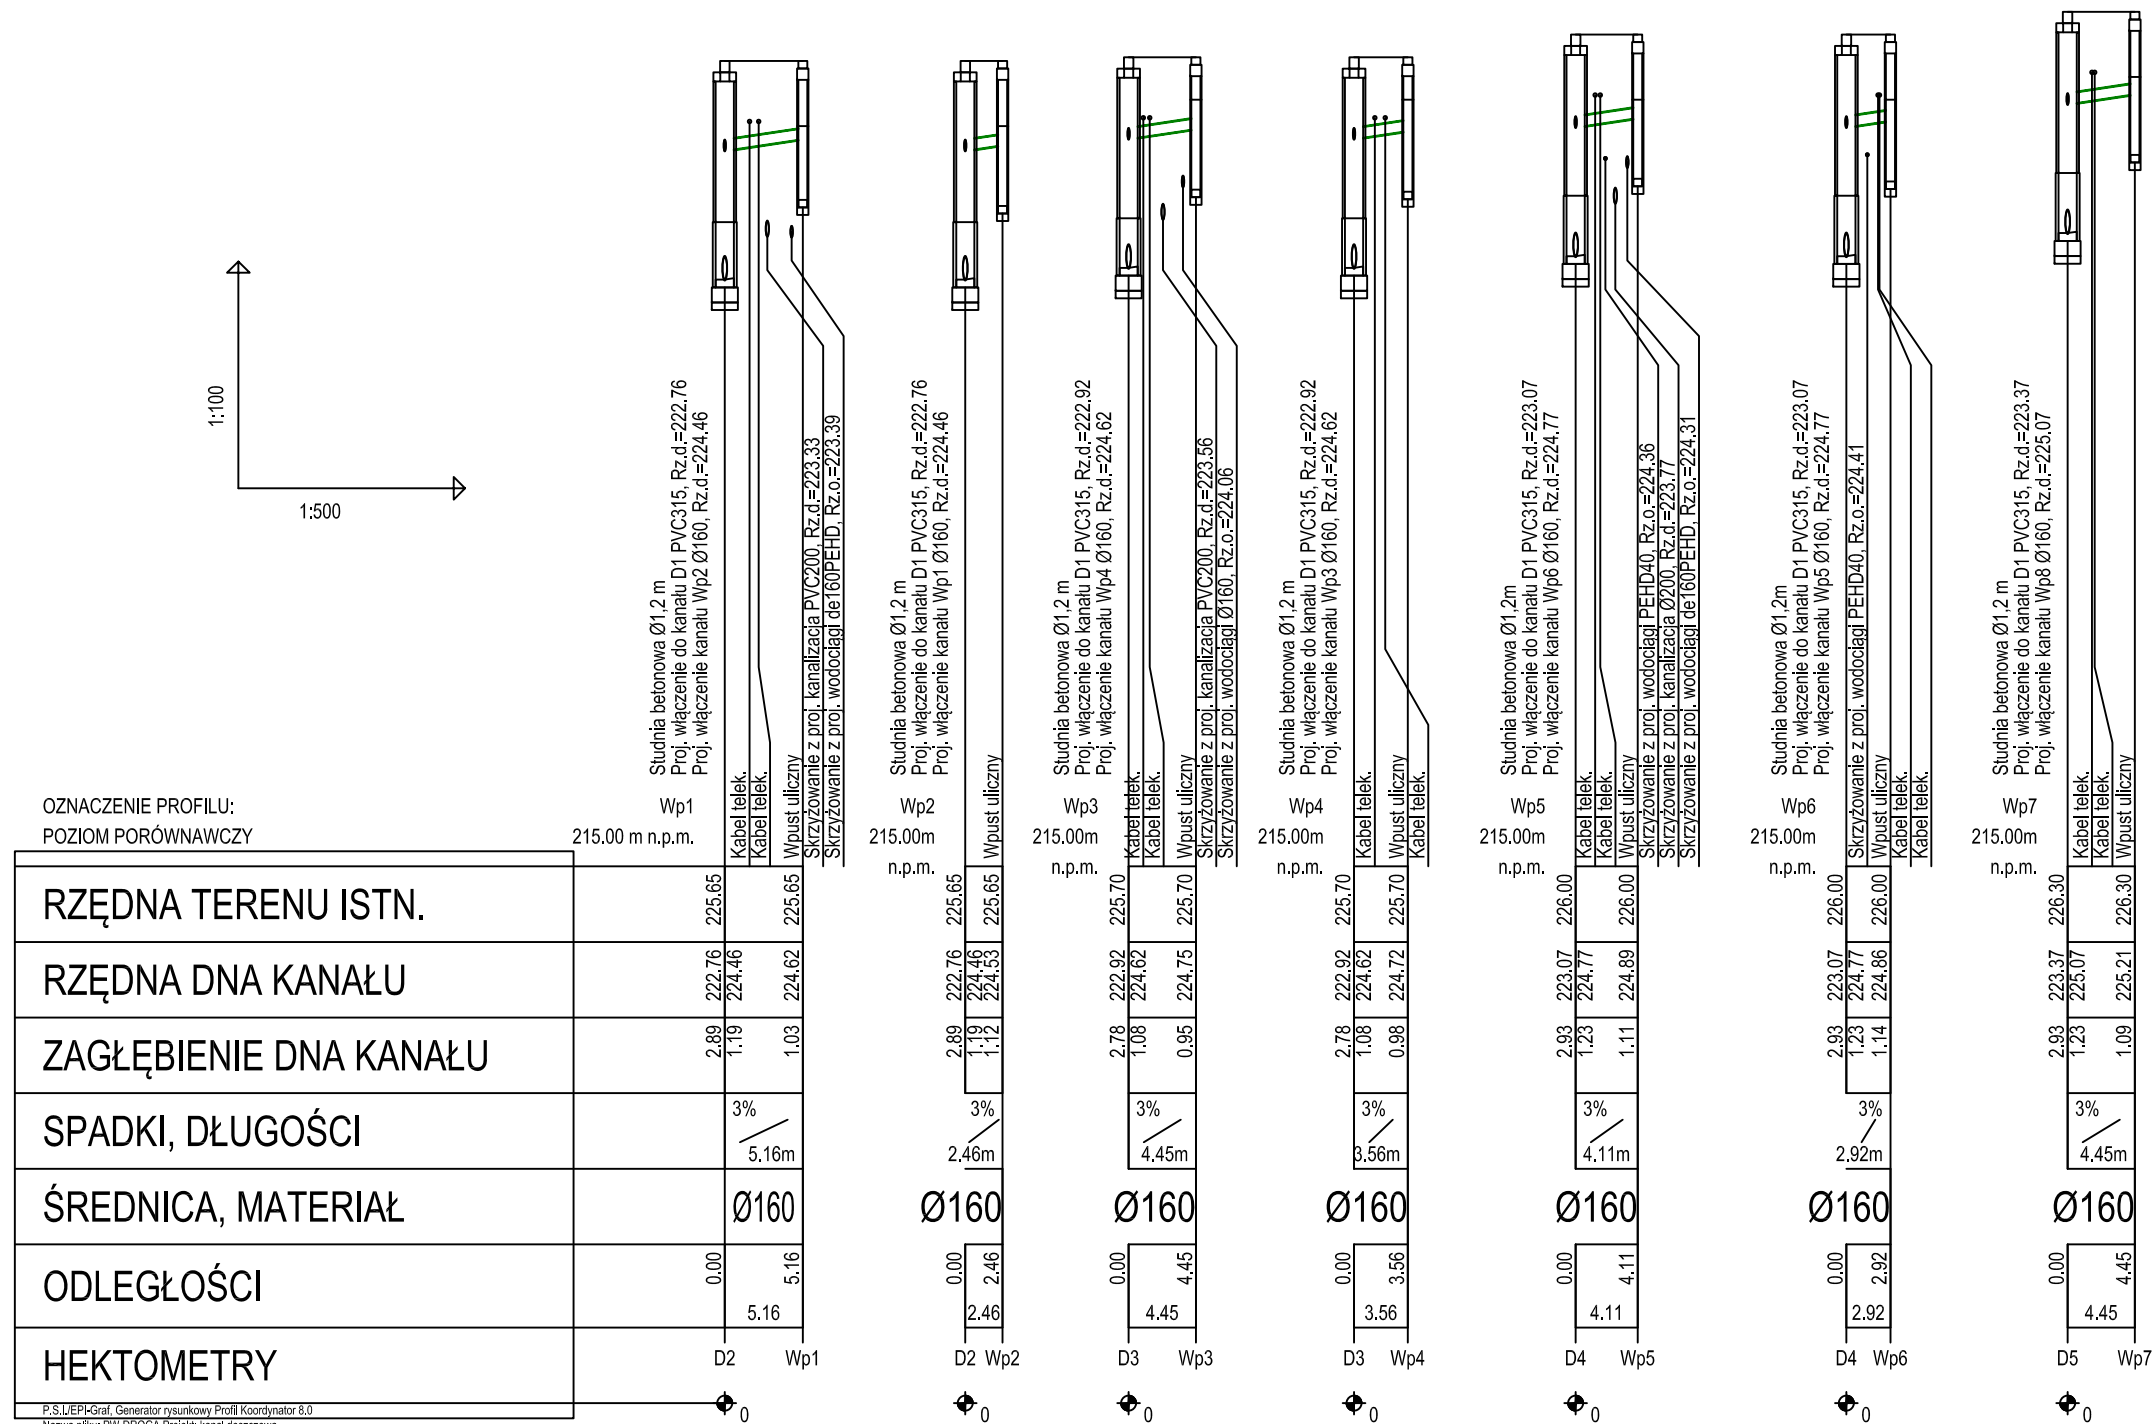 1:100
1:500
OZNACZENIE PROFILU:
POZIOM PORÓWNAWCZY
RZĘDNA TERENU ISTN.
RZĘDNA DNA KANAŁU
ZAGŁĘBIENIE DNA KANAŁU
SPADKI, DŁUGOŚCI
ŚREDNICA, MATERIAŁ
ODLEGŁOŚCI
HEKTOMETRY
P.S.I./EPI-Graf, Generator rysunkowy Profil Koordynator 8.0
Wp1
215.00 m n.p.m.
Studnia betonowa Ø1,2 m
Proj. włączenie do kanału D1 PVC315, Rz.d.=222.76
Proj. włączenie kanału Wp2 Ø160, Rz.d.=224.46
Kabel telek.
Kabel telek.
Wpust uliczny
Skrzyżowanie z proj. kanalizacja PVC200, Rz.d.=223.33
Skrzyżowanie z proj. wodociągi de160PEHD, Rz.o.=223.39
225.65 225.65
222.76 224.46 224.62
2.89 1.19 1.03
3%
5.16m
Ø160
0.00 5.16
5.16
D2 Wp1
0
Wp2
215.00m
n.p.m.
Studnia betonowa Ø1,2 m
Proj. włączenie do kanału D1 PVC315, Rz.d.=222.76
Proj. włączenie kanału Wp1 Ø160, Rz.d.=224.46
Wpust uliczny
225.65 225.65
222.76 224.46 224.53
2.89 1.19 1.12
3%
2.46m
Ø160
0.00 2.46
2.46
D2 Wp2
0
Wp3
215.00m
n.p.m.
Studnia betonowa Ø1,2 m
Proj. włączenie do kanału D1 PVC315, Rz.d.=222.92
Proj. włączenie kanału Wp4 Ø160, Rz.d.=224.62
Kabel telek.
Kabel telek.
Wpust uliczny
Skrzyżowanie z proj. kanalizacja PVC200, Rz.d.=223.56
Skrzyżowanie z proj. wodociągi Ø160, Rz.o.=224.06
225.70 225.70
222.92 224.62 224.75
2.78 1.08 0.95
3%
4.45m
Ø160
0.00 4.45
4.45
D3 Wp3
0
Wp4
215.00m
n.p.m.
Studnia betonowa Ø1,2 m
Proj. włączenie do kanału D1 PVC315, Rz.d.=222.92
Proj. włączenie kanału Wp3 Ø160, Rz.d.=224.62
Kabel telek.
Wpust uliczny
Kabel telek.
225.70 225.70
222.92 224.62 224.72
2.78 1.08 0.98
3%
3.56m
Ø160
0.00 3.56
3.56
D3 Wp4
0
Wp5
215.00m
n.p.m.
Studnia betonowa Ø1,2m
Proj. włączenie do kanału D1 PVC315, Rz.d.=223.07
Proj. włączenie kanału Wp6 Ø160, Rz.d.=224.77
Kabel telek.
Kabel telek.
Wpust uliczny
Skrzyżowanie z proj. wodociągi PEHD40, Rz.o.=224.36
Skrzyżowanie z proj. kanalizacja Ø200, Rz.d.=223.77
Skrzyżowanie z proj. wodociągi de160PEHD, Rz.o.=224.31
226.00 226.00
223.07 224.77 224.89
2.93 1.23 1.11
3%
4.11m
Ø160
0.00 4.11
4.11
D4 Wp5
0
Wp6
215.00m
n.p.m.
Studnia betonowa Ø1,2m
Proj. włączenie do kanału D1 PVC315, Rz.d.=223.07
Proj. włączenie kanału Wp5 Ø160, Rz.d.=224.77
Skrzyżowanie z proj. wodociągi PEHD40, Rz.o.=224.41
Wpust uliczny
Kabel telek.
Kabel telek.
226.00 226.00
223.07 224.77 224.86
2.93 1.23 1.14
3%
2.92m
Ø160
0.00 2.92
2.92
D4 Wp6
0
Wp7
215.00m
n.p.m.
Studnia betonowa Ø1,2 m
Proj. włączenie do kanału D1 PVC315, Rz.d.=223.37
Proj. włączenie kanału Wp8 Ø160, Rz.d.=225.07
Kabel telek.
Kabel telek.
Wpust uliczny
226.30 226.30
223.37 225.07 225.21
2.93 1.23 1.09
3%
4.45m
Ø160
0.00 4.45
4.45
D5 Wp7
0